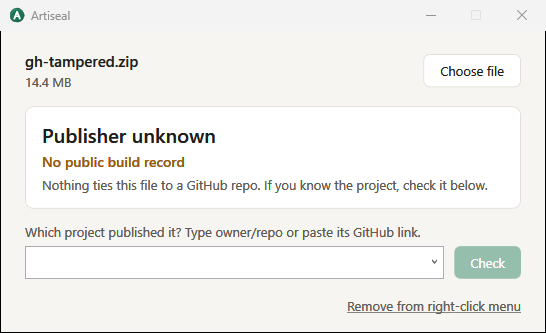 Artiseal
gh-tampered.zip
14.4 MB
Choose file
Publisher unknown
No public build record
Nothing ties this file to a GitHub repo. If you know the project, check it below.
Which project published it? Type owner/repo or paste its GitHub link.
Check
Remove from right-click menu